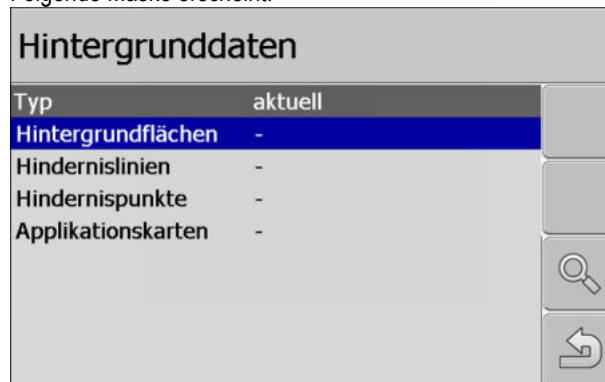 Folgende Maske erscheint:
Hintergrunddaten
Typ aktuell
Hintergrundflächen -
Hindernislinien -
Hindernispunkte -
Applikationskarten -